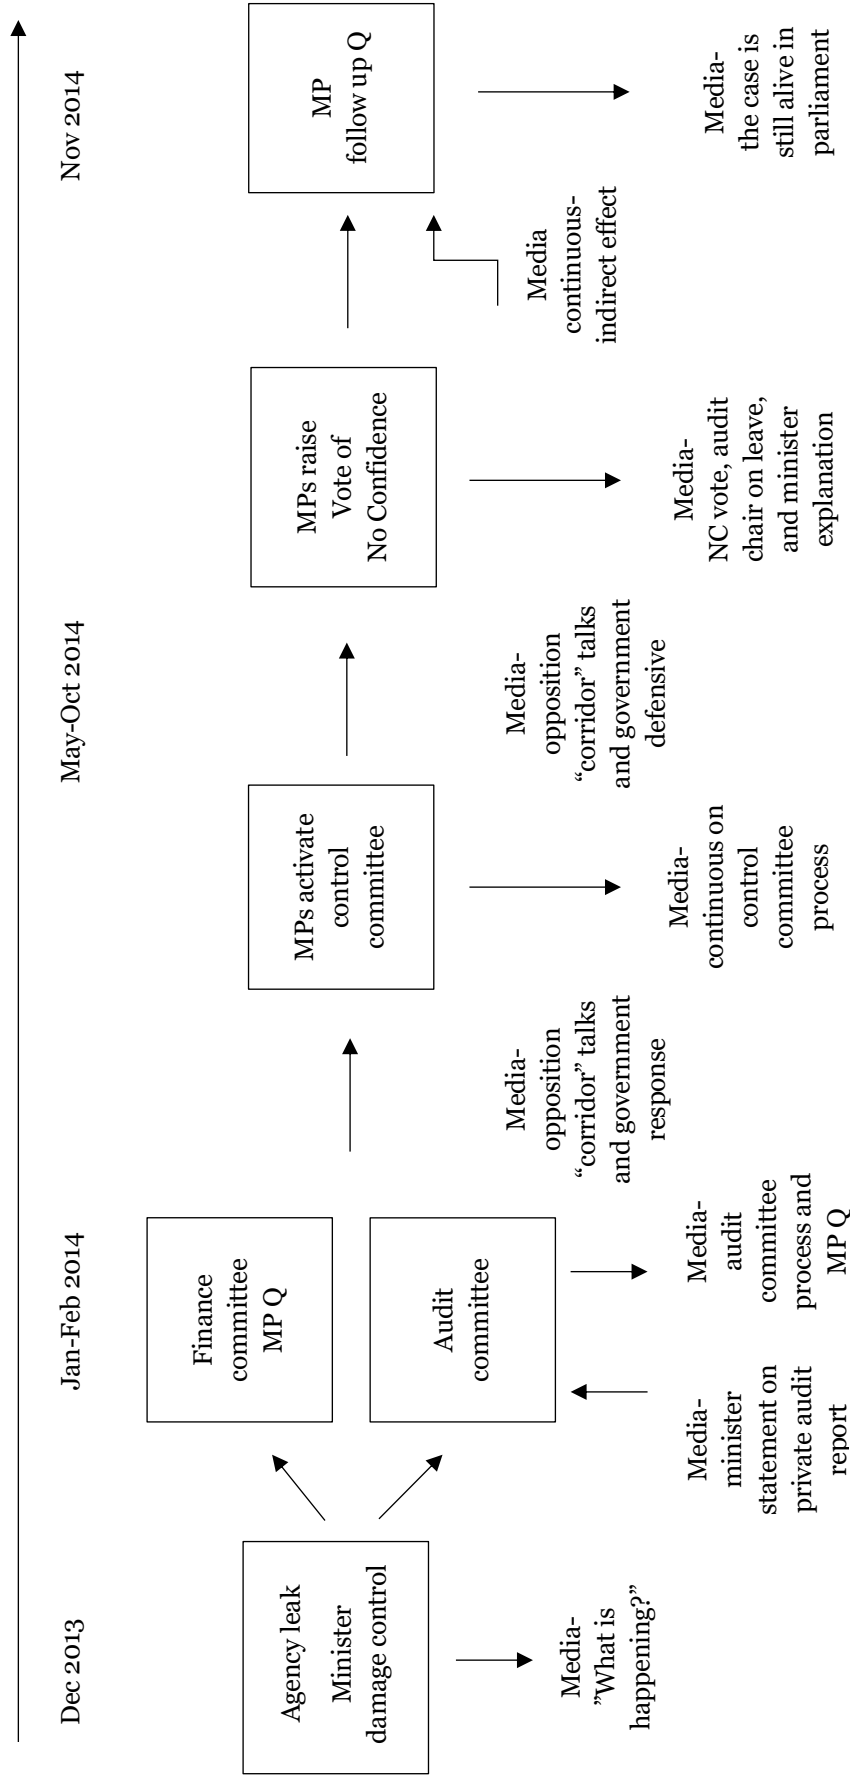 Dec 2013
Jan-Feb 2014
May-Oct 2014
Nov 2014
Agency leak
Minister
damage control
Finance
committee
MP Q
Audit
committee
MPs activate
control
committee
MPs raise
Vote of
No Confidence
MP
follow up Q
Media-
”What is
happening?”
Media-
minister
statement on
private audit
report
Media-
audit
committee
process and
MP Q
Media-
opposition
“corridor” talks
and government
response
Media-
continuous on
control
committee
process
Media-
opposition
“corridor” talks
and government
defensive
Media-
NC vote, audit
chair on leave,
and minister
explanation
Media
continuous-
indirect effect
Media-
the case is
still alive in
parliament